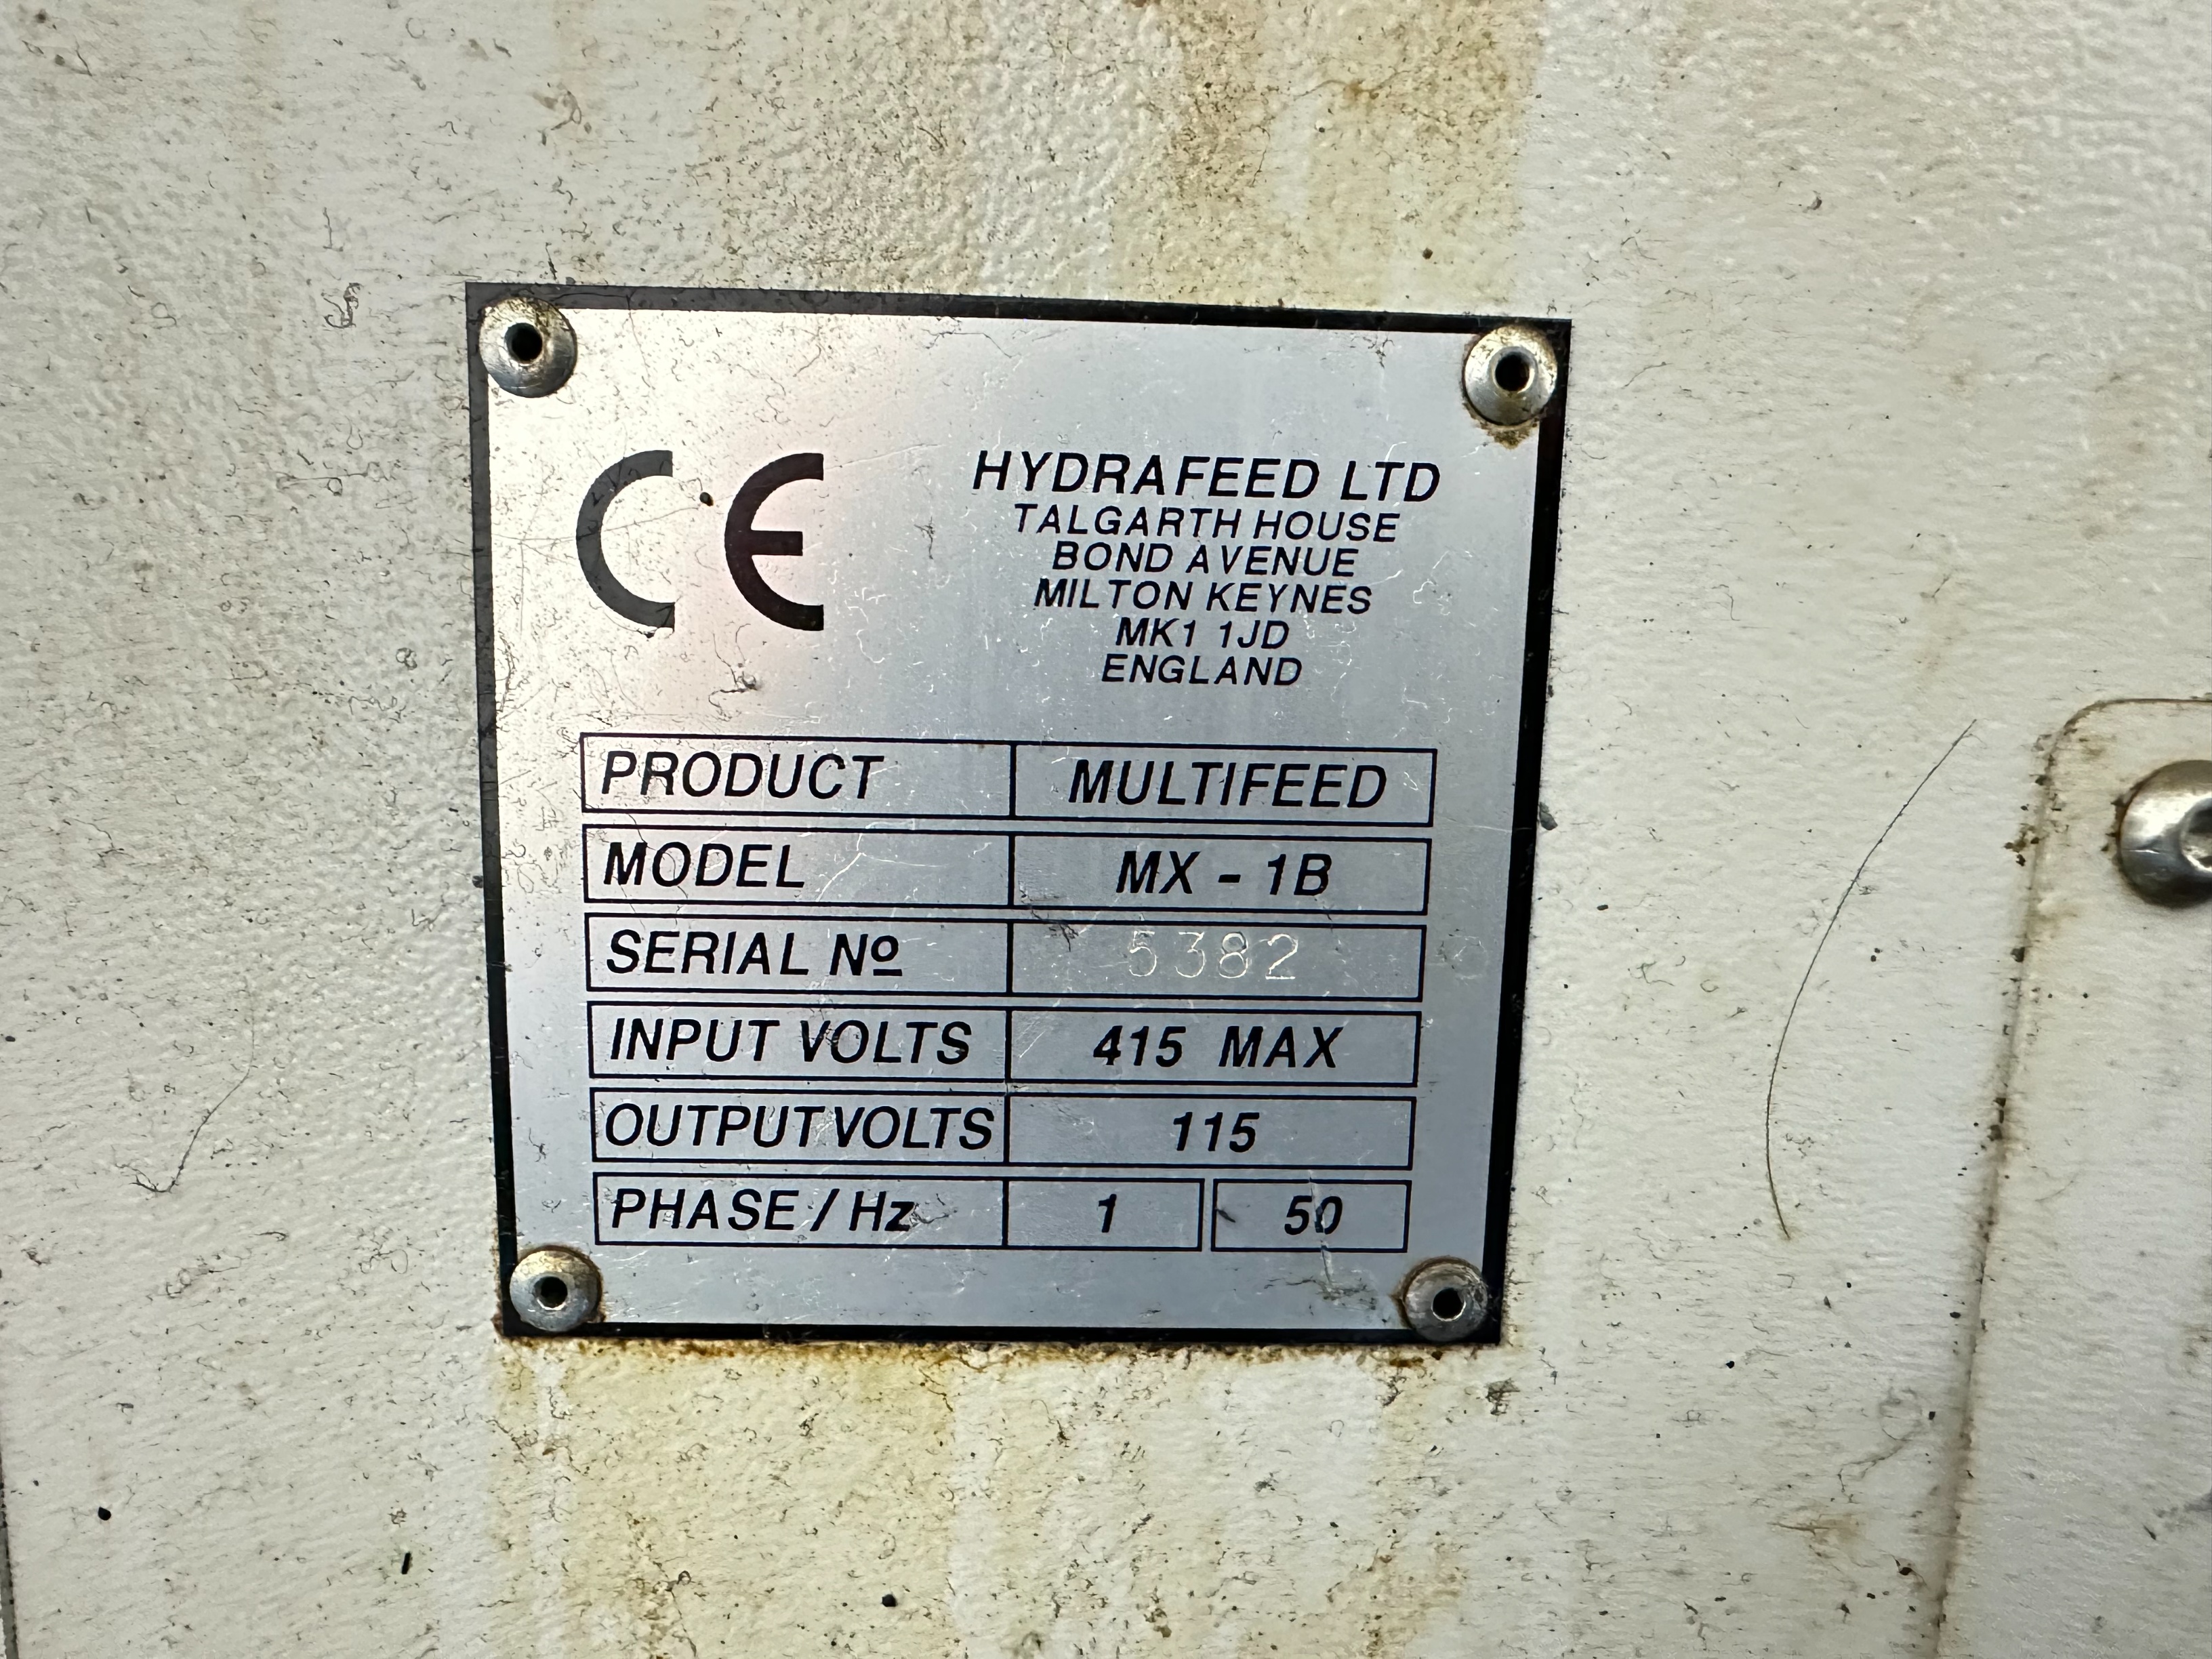 CE
HYDRAFEED LTD
TALGARTH HOUSE
BOND AVENUE
MILTON KEYNES
MK1 1JD
ENGLAND
PRODUCT MULTIFEED
MODEL MX - 1B
SERIAL Nº 5382
INPUT VOLTS 415 MAX
OUTPUT VOLTS 115
PHASE / Hz 1 50